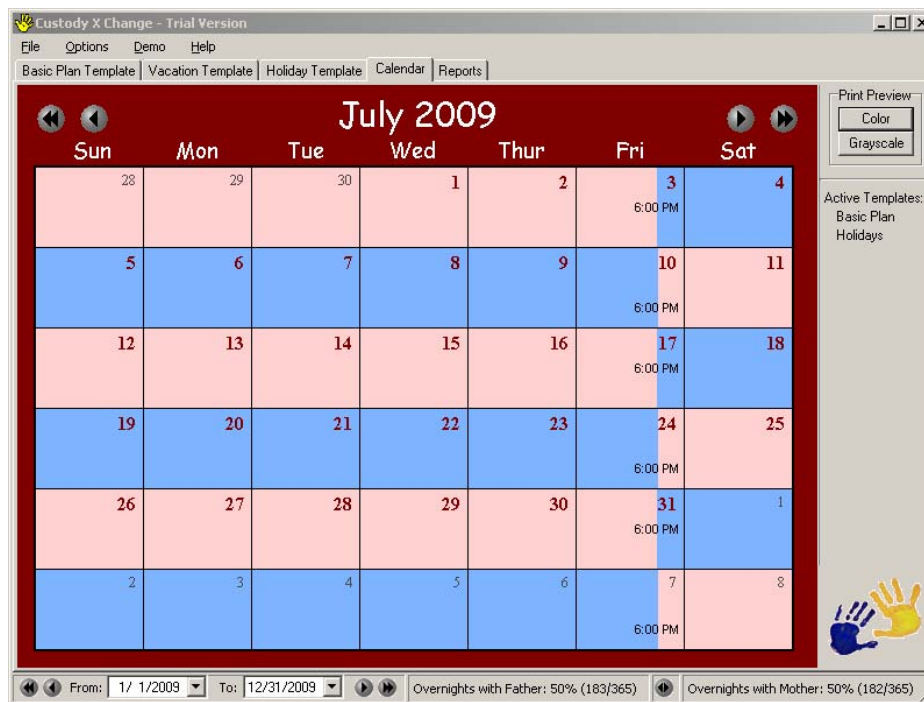 Custody X Change - Trial Version
File Options Demo Help
Basic Plan Template Vacation Template Holiday Template Calendar Reports
July 2009
Sun Mon Tue Wed Thur Fri Sat
28 29 30 1 2 3 4
6:00 PM
5 6 7 8 9 10 11
6:00 PM
12 13 14 15 16 17 18
6:00 PM
19 20 21 22 23 24 25
6:00 PM
26 27 28 29 30 31 1
6:00 PM
2 3 4 5 6 7 8
6:00 PM
Print Preview
Color
Grayscale
Active Templates:
Basic Plan
Holidays
From: 1/ 1/2009 To: 12/31/2009 Overnights with Father: 50% (183/365) Overnights with Mother: 50% (182/365)